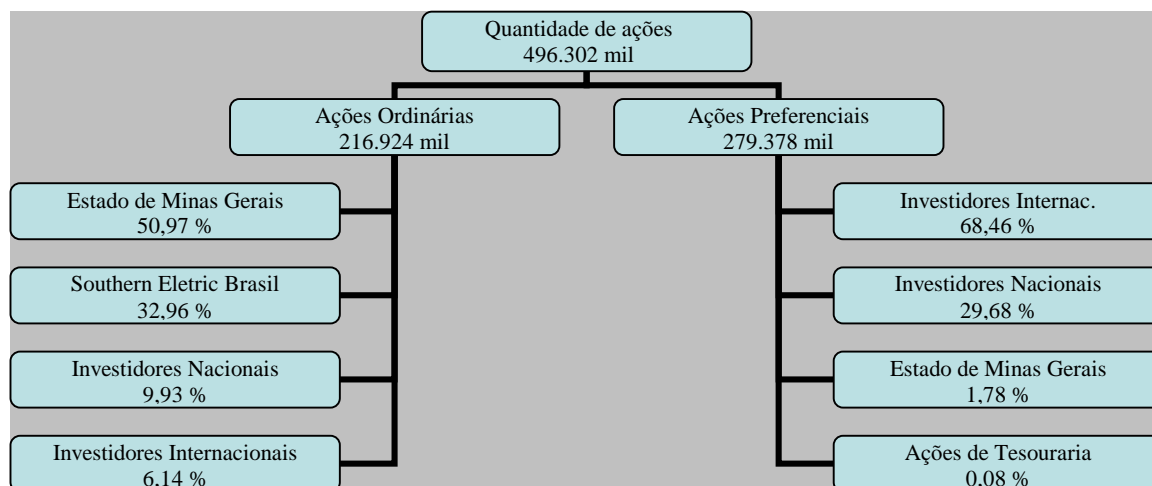 Quantidade de ações
496.302 mil
Ações Ordinárias
216.924 mil
Ações Preferenciais
279.378 mil
Estado de Minas Gerais
50,97 %
Southern Eletric Brasil
32,96 %
Investidores Nacionais
9,93 %
Investidores Internacionais
6,14 %
Investidores Internac.
68,46 %
Investidores Nacionais
29,68 %
Estado de Minas Gerais
1,78 %
Ações de Tesouraria
0,08 %